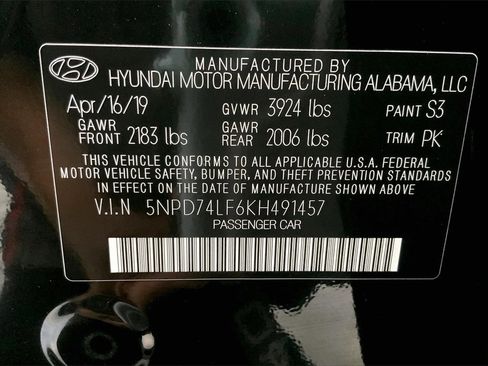 MANUFACTURED BY
HYUNDAI MOTOR MANUFACTURING ALABAMA, LLC
Apr/16/19 GVWR 3924 lbs PAINT S3
GAWR FRONT 2183 lbs GAWR REAR 2006 lbs TRIM PK
THIS VEHICLE CONFORMS TO ALL APPLICABLE U.S.A. FEDERAL
MOTOR VEHICLE SAFETY, BUMPER, AND THEFT PREVENTION STANDARDS
IN EFFECT ON THE DATE OF MANUFACTURE SHOWN ABOVE
V.I.N 5NPD74LF6KH491457
PASSENGER CAR